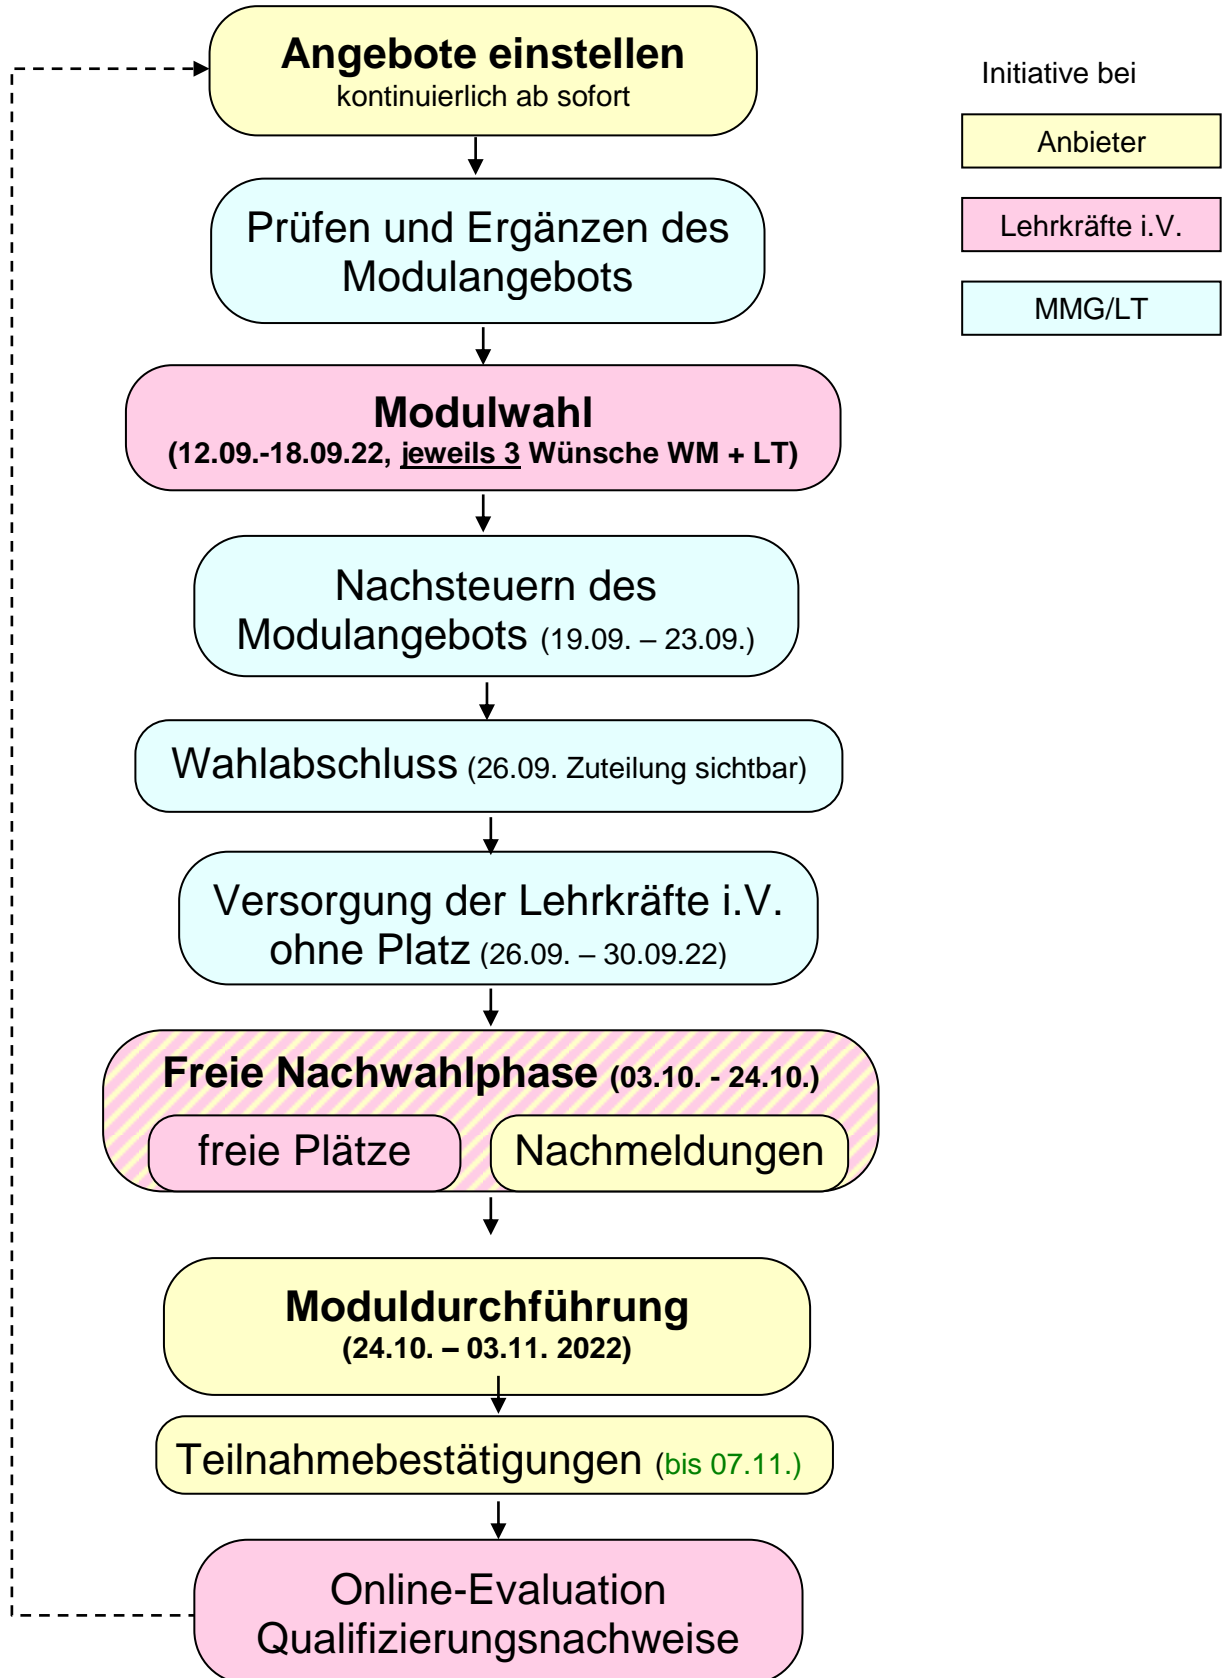 Angebote einstellen
kontinuierlich ab sofort
Initiative bei
Anbieter
Lehrkräfte i.V.
MMG/LT
Prüfen und Ergänzen des
Modulangebots
Modulwahl
(12.09.-18.09.22, jeweils 3 Wünsche WM + LT)
Nachsteuern des
Modulangebots (19.09. – 23.09.)
Wahlabschluss (26.09. Zuteilung sichtbar)
Versorgung der Lehrkräfte i.V.
ohne Platz (26.09. – 30.09.22)
Freie Nachwahlphase (03.10. - 24.10.)
freie Plätze
Nachmeldungen
Moduldurchführung
(24.10. – 03.11. 2022)
Teilnahmebestätigungen (bis 07.11.)
Online-Evaluation
Qualifizierungsnachweise